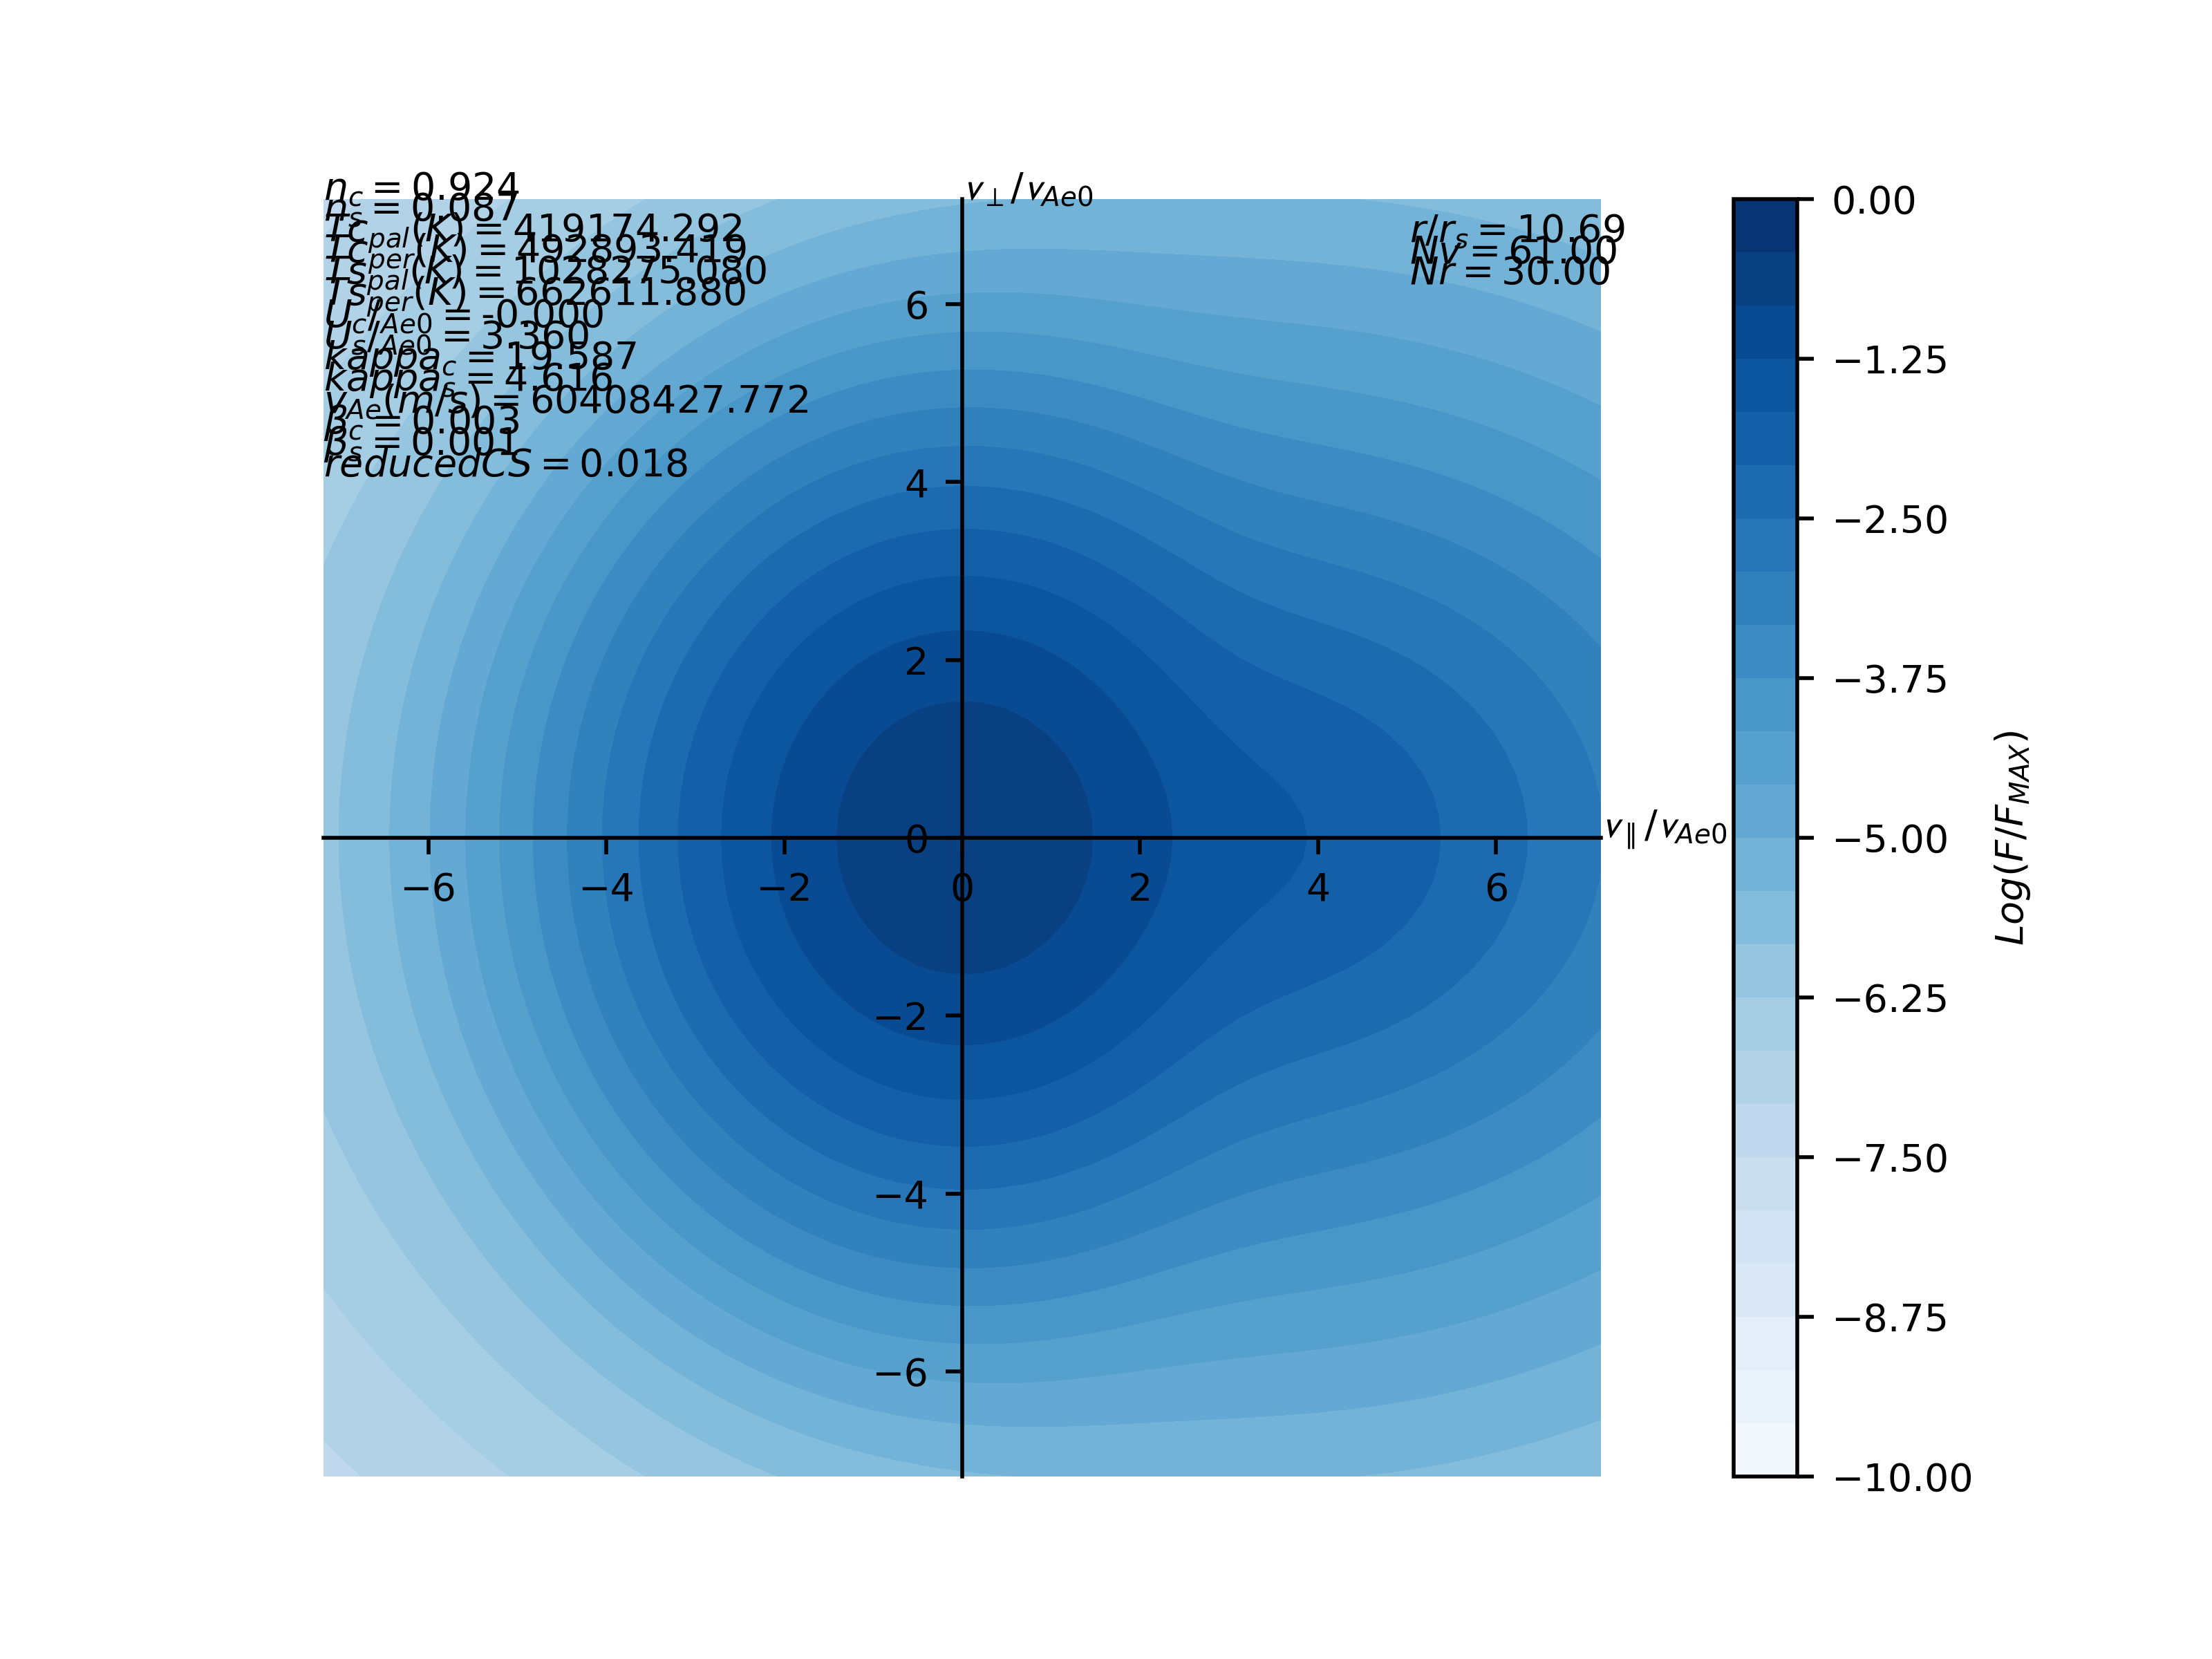 n_c = 0.924
n_s = 0.087
Tc_pal(K) = 419174.292
Tc_per(K) = 492893.419
Ts_pal(K) = 1028275.080
Ts_per(K) = 662611.880
U_c/Ae0 = -0.000
U_s/Ae0 = 3.360
kappa_c = 19.587
kappa_s = 4.616
v_Ae(m/s) = 60408427.772
β_c = 0.003
β_s = 0.001
reducedCS = 0.018
v_⊥/v_Ae0
r/r_s = 10.69
Nv = 61.00
Nr = 30.00
6
4
2
0
−2
−4
−6
−6 −4 −2 0 2 4 6
v_∥/v_Ae0
0.00
−1.25
−2.50
−3.75
−5.00
−6.25
−7.50
−8.75
−10.00
Log(F/F_MAX)